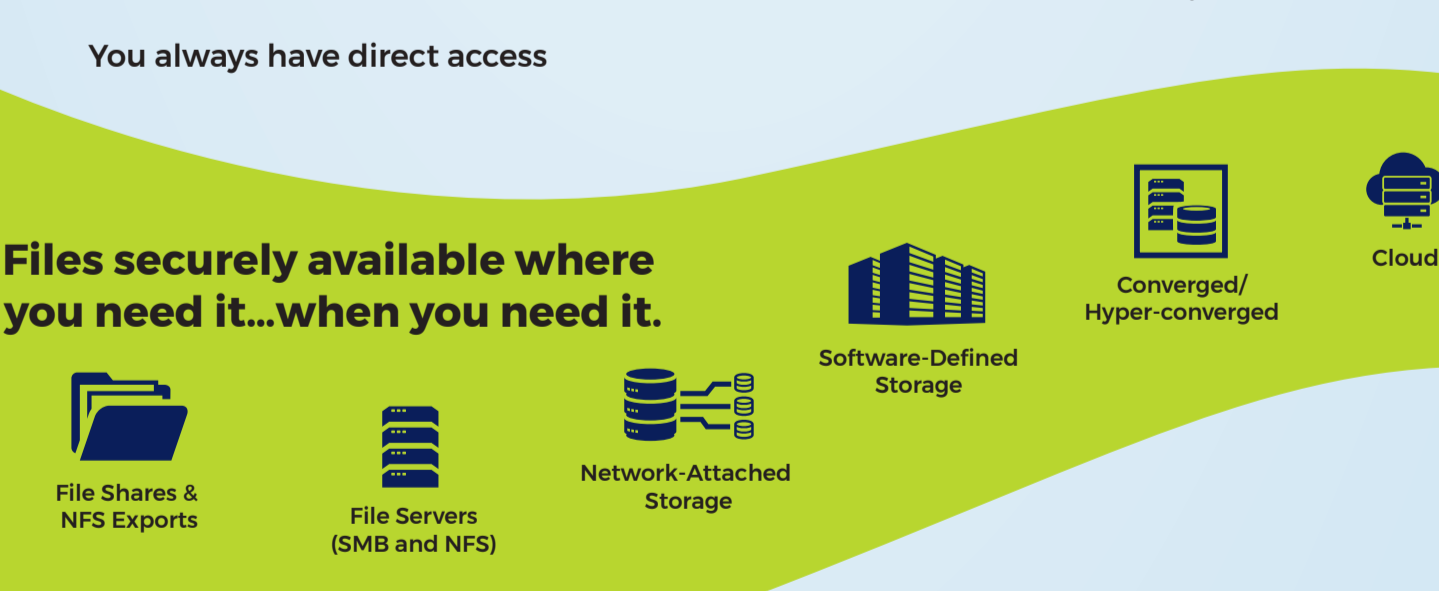 You always have direct access
Files securely available where
you need it...when you need it.
File Shares &
NFS Exports
File Servers
(SMB and NFS)
Network-Attached
Storage
Software-Defined
Storage
Converged/
Hyper-converged
Cloud